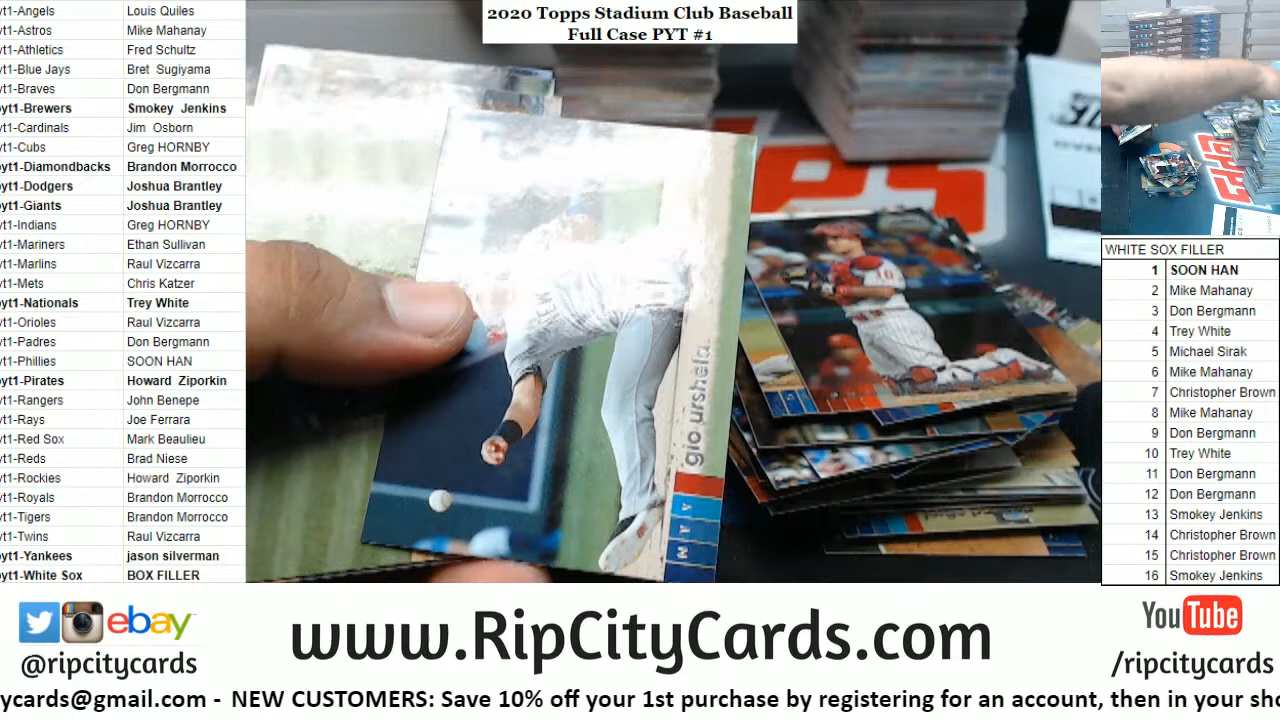 2020 Topps Stadium Club Baseball
Full Case PYT #1
yt1-Angels Louis Quiles
yt1-Astros Mike Mahanay
yt1-Athletics Fred Schultz
yt1-Blue Jays Bret Sugiyama
yt1-Braves Don Bergmann
yt1-Brewers Smokey Jenkins
yt1-Cardinals Jim Osborn
yt1-Cubs Greg HORNBY
yt1-Diamondbacks Brandon Morrocco
yt1-Dodgers Joshua Brantley
yt1-Giants Joshua Brantley
yt1-Indians Greg HORNBY
yt1-Mariners Ethan Sullivan
yt1-Marlins Raul Vizcarra
yt1-Mets Chris Katzer
yt1-Nationals Trey White
yt1-Orioles Raul Vizcarra
yt1-Padres Don Bergmann
yt1-Phillies SOON HAN
yt1-Pirates Howard Ziporkin
yt1-Rangers John Benepe
yt1-Rays Joe Ferrara
yt1-Red Sox Mark Beaulieu
yt1-Reds Brad Niese
yt1-Rockies Howard Ziporkin
yt1-Royals Brandon Morrocco
yt1-Tigers Brandon Morrocco
yt1-Twins Raul Vizcarra
yt1-Yankees jason silverman
yt1-White Sox BOX FILLER
gio urshela
NYY
WHITE SOX FILLER
1 SOON HAN
2 Mike Mahanay
3 Don Bergmann
4 Trey White
5 Michael Sirak
6 Mike Mahanay
7 Christopher Brown
8 Mike Mahanay
9 Don Bergmann
10 Trey White
11 Don Bergmann
12 Don Bergmann
13 Smokey Jenkins
14 Christopher Brown
15 Christopher Brown
16 Smokey Jenkins
ebay
@ripcitycards
www.RipCityCards.com
YouTube
/ripcitycards
ycards@gmail.com - NEW CUSTOMERS: Save 10% off your 1st purchase by registering for an account, then in your sho